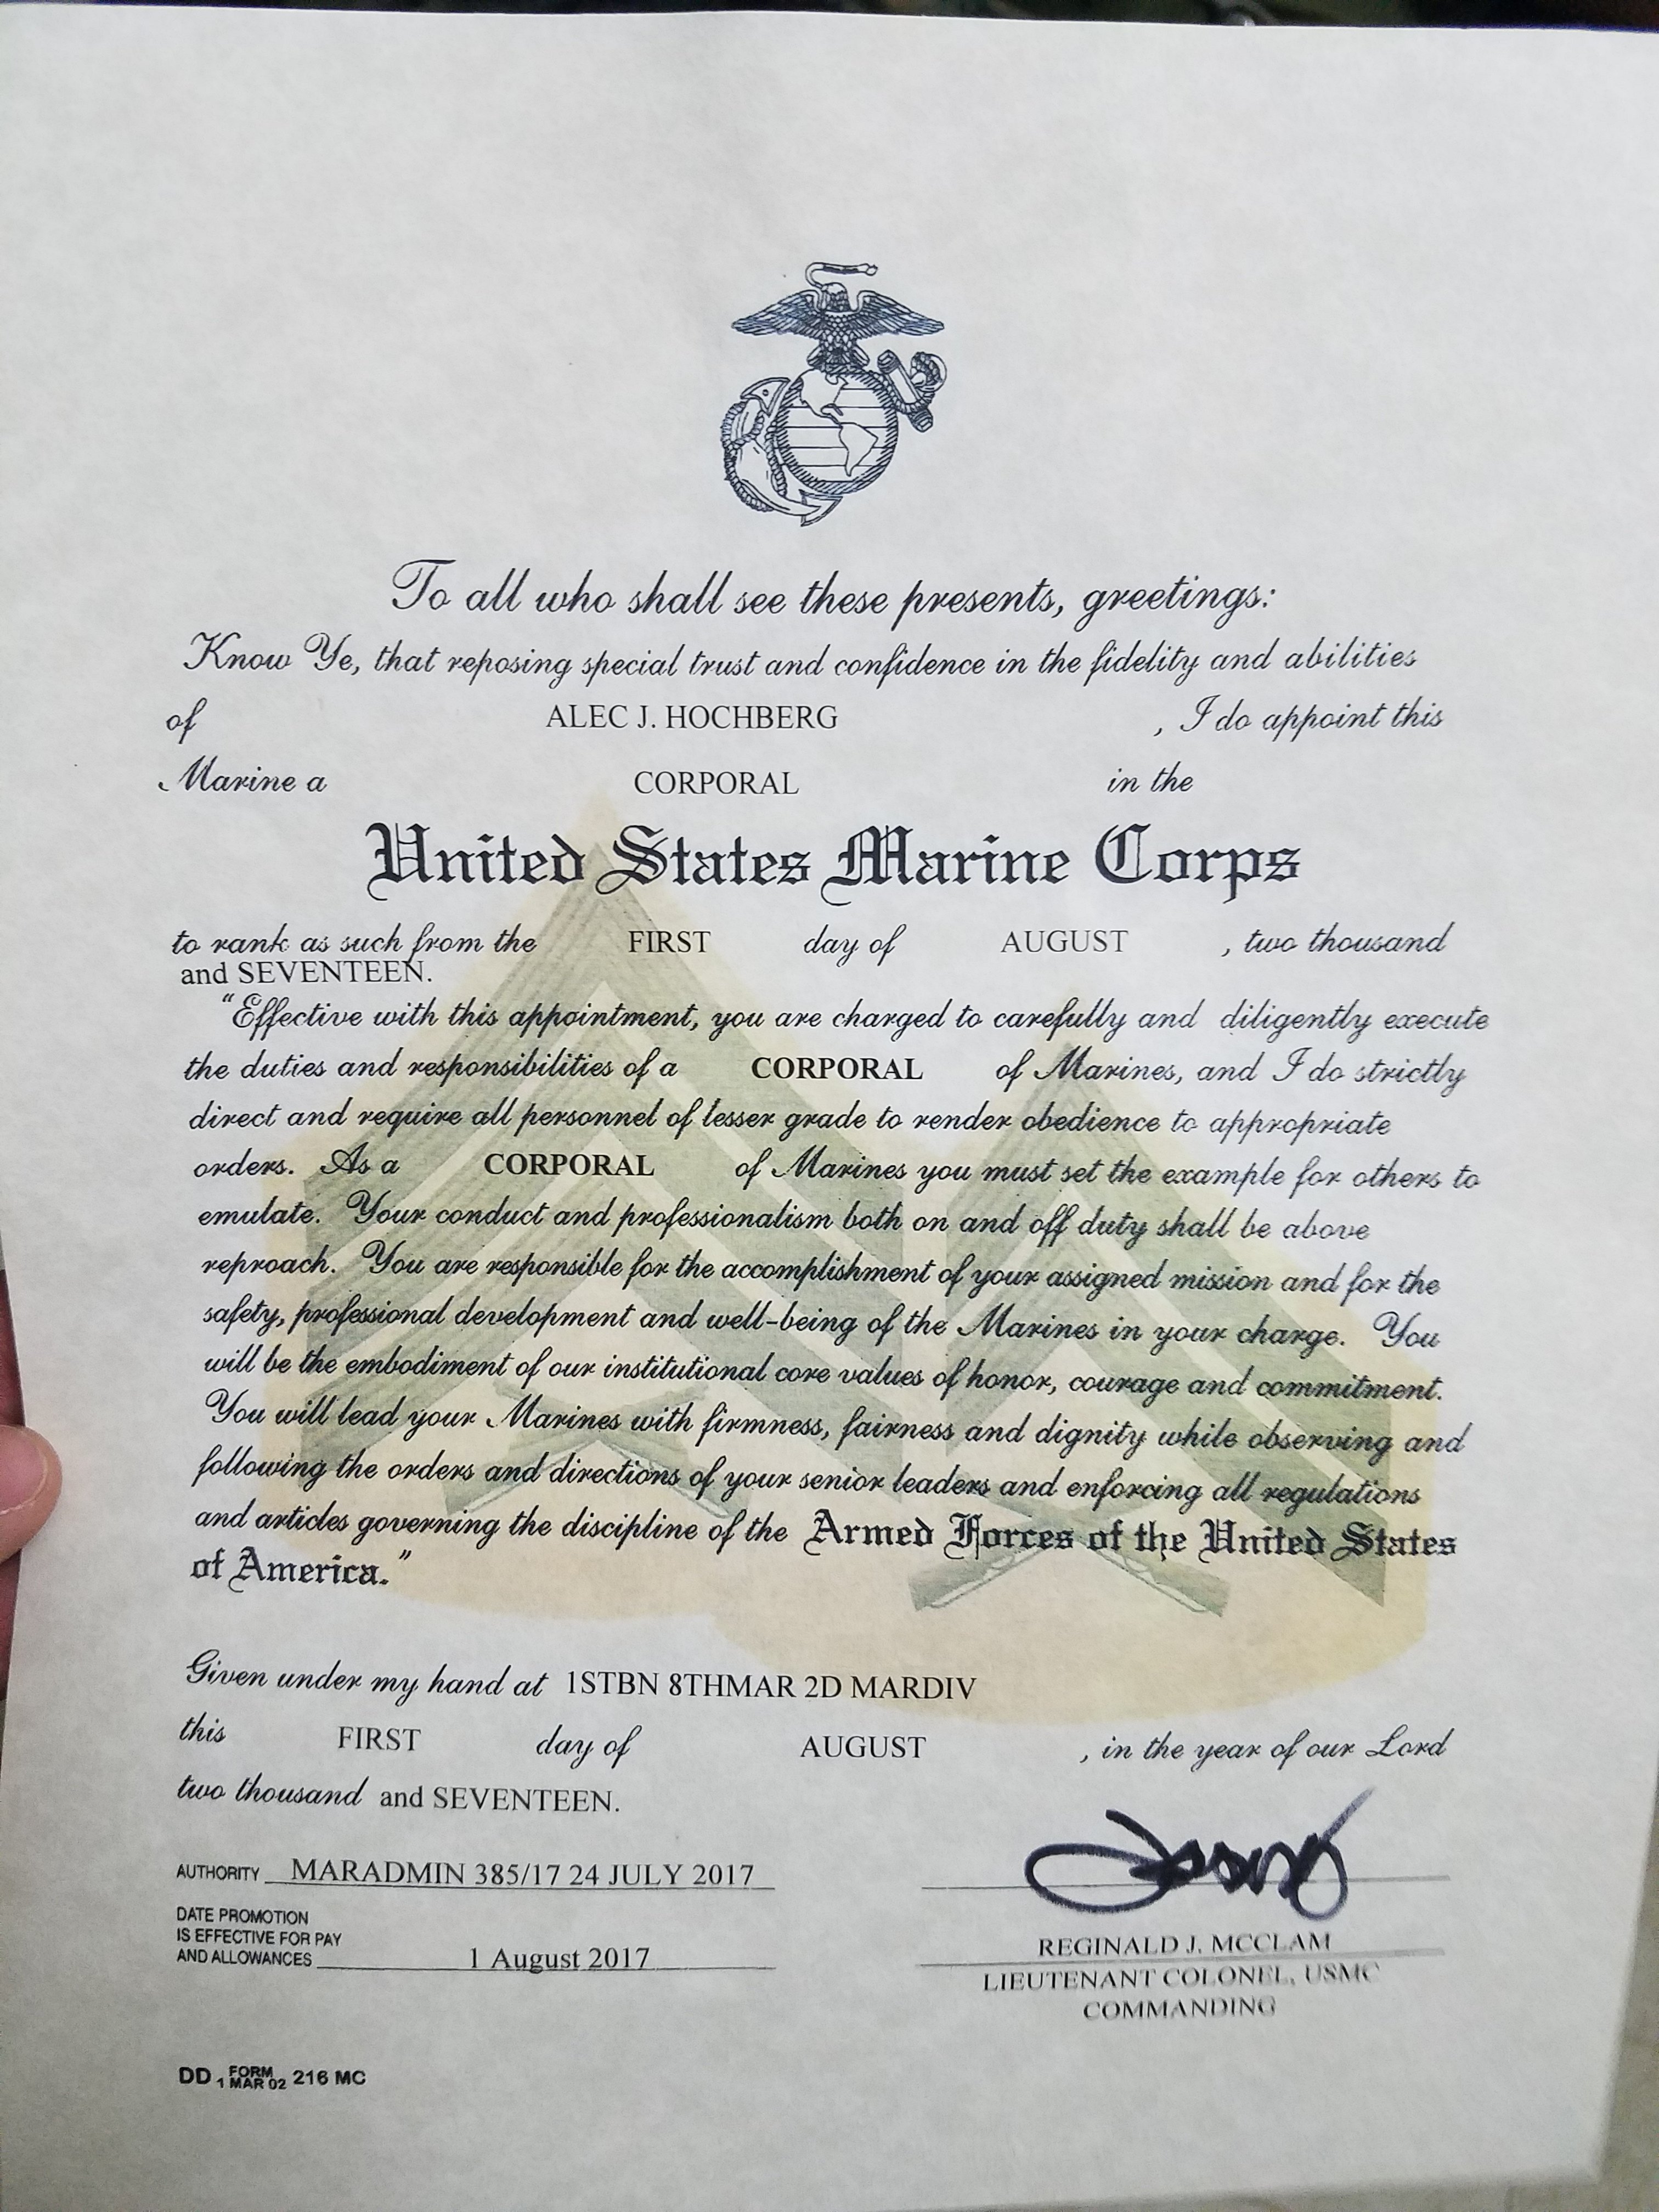 To all who shall see these presents, greetings:
Know Ye, that reposing special trust and confidence in the fidelity and abilities
of ALEC J. HOCHBERG , I do appoint this
Marine a CORPORAL in the
United States Marine Corps
to rank as such from the FIRST day of AUGUST , two thousand
and SEVENTEEN.
"Effective with this appointment, you are charged to carefully and diligently execute
the duties and responsibilities of a CORPORAL of Marines, and I do strictly
direct and require all personnel of lesser grade to render obedience to appropriate
orders. As a CORPORAL of Marines you must set the example for others to
emulate. Your conduct and professionalism both on and off duty shall be above
reproach. You are responsible for the accomplishment of your assigned mission and for the
safety, professional development and well-being of the Marines in your charge. You
will be the embodiment of our institutional core values of honor, courage and commitment.
You will lead your Marines with firmness, fairness and dignity while observing and
following the orders and directions of your senior leaders and enforcing all regulations
and articles governing the discipline of the Armed Forces of the United States
of America."
Given under my hand at 1STBN 8THMAR 2D MARDIV
this FIRST day of AUGUST , in the year of our Lord
two thousand and SEVENTEEN.
AUTHORITY MARADMIN 385/17 24 JULY 2017
DATE PROMOTION
IS EFFECTIVE FOR PAY
AND ALLOWANCES 1 August 2017
REGINALD J. MCCLAM
LIEUTENANT COLONEL, USMC
COMMANDING
DD FORM 1 MAR 02 216 MC